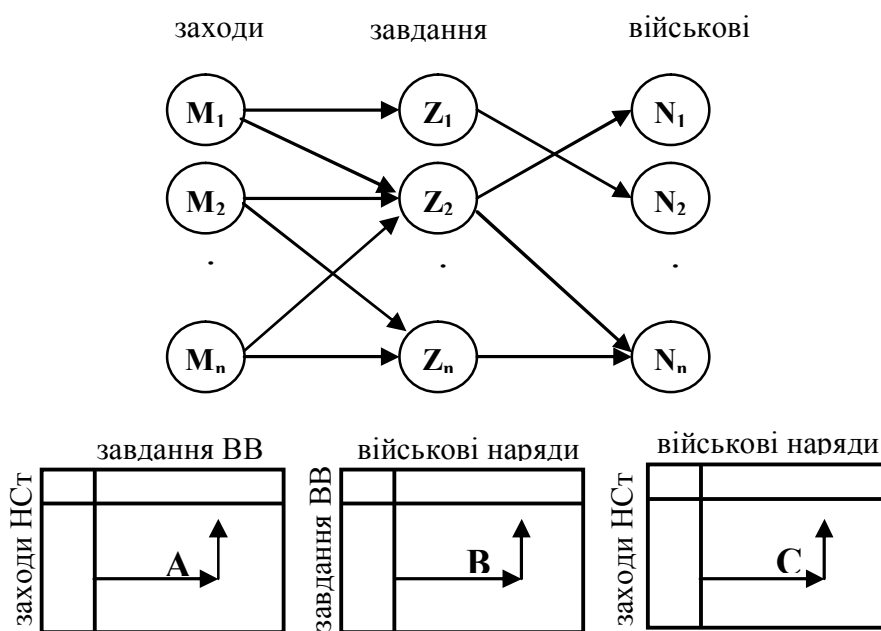 заходи завдання військові
M₁ Z₁ N₁
M₂ Z₂ N₂
. . .
Mₙ Zₙ Nₙ
завдання ВВ військові наряди військові наряди
заходи НСт A завдання ВВ B заходи НСт C